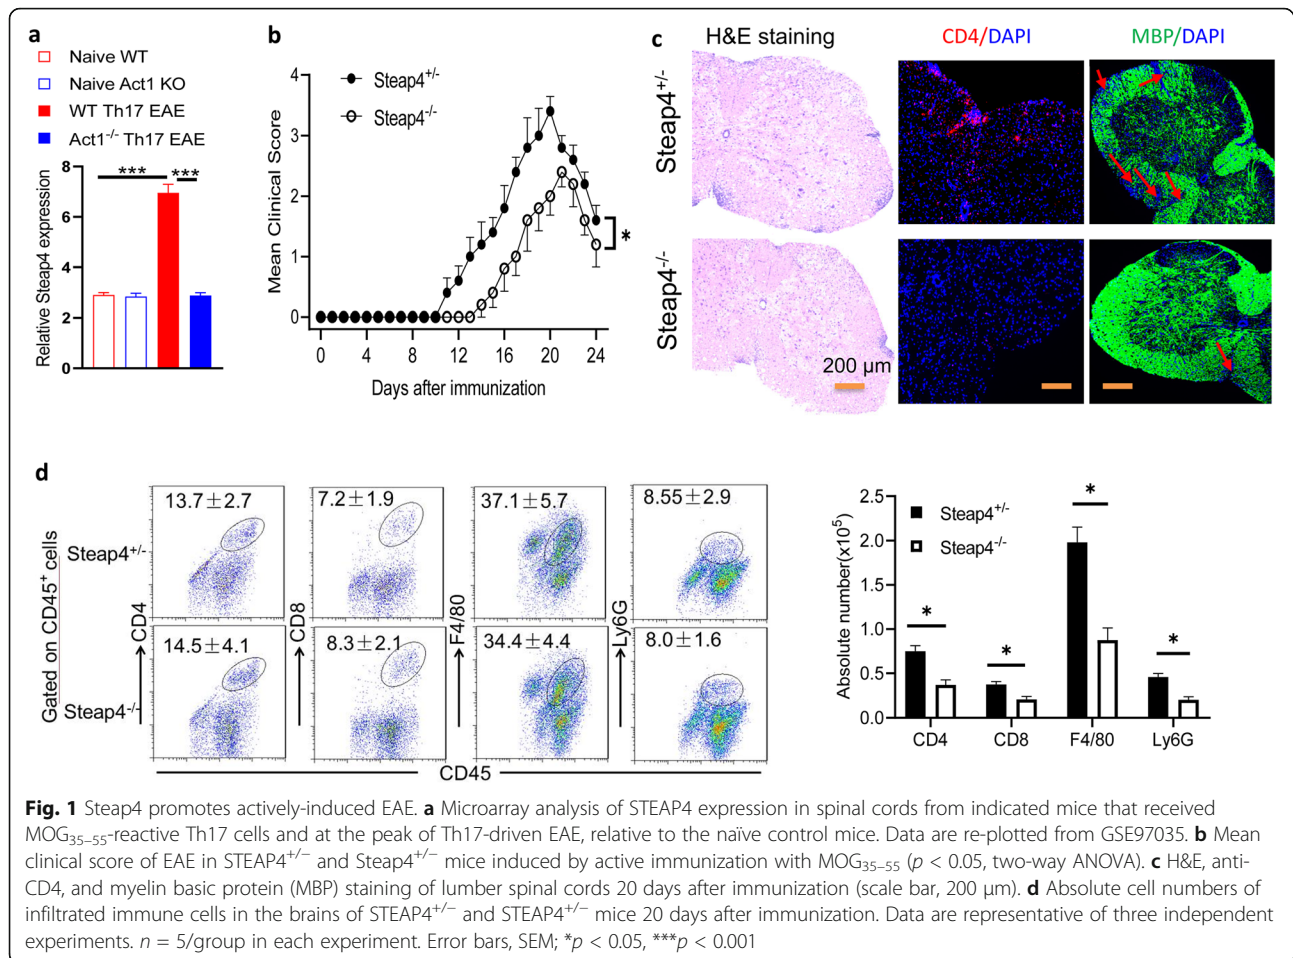 a
Naive WT
Naive Act1 KO
WT Th17 EAE
Act1-/- Th17 EAE
Relative Steap4 expression
8
6
4
2
0
***
***
b
Mean Clinical Score
4
3
2
1
0
Steap4+/-
Steap4-/-
*
0 4 8 12 16 20 24
Days after immunization
c
H&E staining
CD4/DAPI
MBP/DAPI
Steap4+/-
Steap4-/-
200 μm
d
Gated on CD45+ cells
Steap4+/-
Steap4-/-
13.7±2.7
7.2±1.9
37.1±5.7
8.55±2.9
CD4
CD8
F4/80
Ly6G
14.5±4.1
8.3±2.1
34.4±4.4
8.0±1.6
CD45
Absolute number(x10⁵)
2.5
2.0
1.5
1.0
0.5
0.0
Steap4+/-
Steap4-/-
*
*
*
*
CD4 CD8 F4/80 Ly6G
Fig. 1 Steap4 promotes actively-induced EAE. a Microarray analysis of STEAP4 expression in spinal cords from indicated mice that received
MOG35–55-reactive Th17 cells and at the peak of Th17-driven EAE, relative to the naïve control mice. Data are re-plotted from GSE97035. b Mean
clinical score of EAE in STEAP4+/− and Steap4+/− mice induced by active immunization with MOG35–55 (p < 0.05, two-way ANOVA). c H&E, anti-
CD4, and myelin basic protein (MBP) staining of lumber spinal cords 20 days after immunization (scale bar, 200 μm). d Absolute cell numbers of
infiltrated immune cells in the brains of STEAP4+/− and STEAP4+/− mice 20 days after immunization. Data are representative of three independent
experiments. n = 5/group in each experiment. Error bars, SEM; *p < 0.05, ***p < 0.001